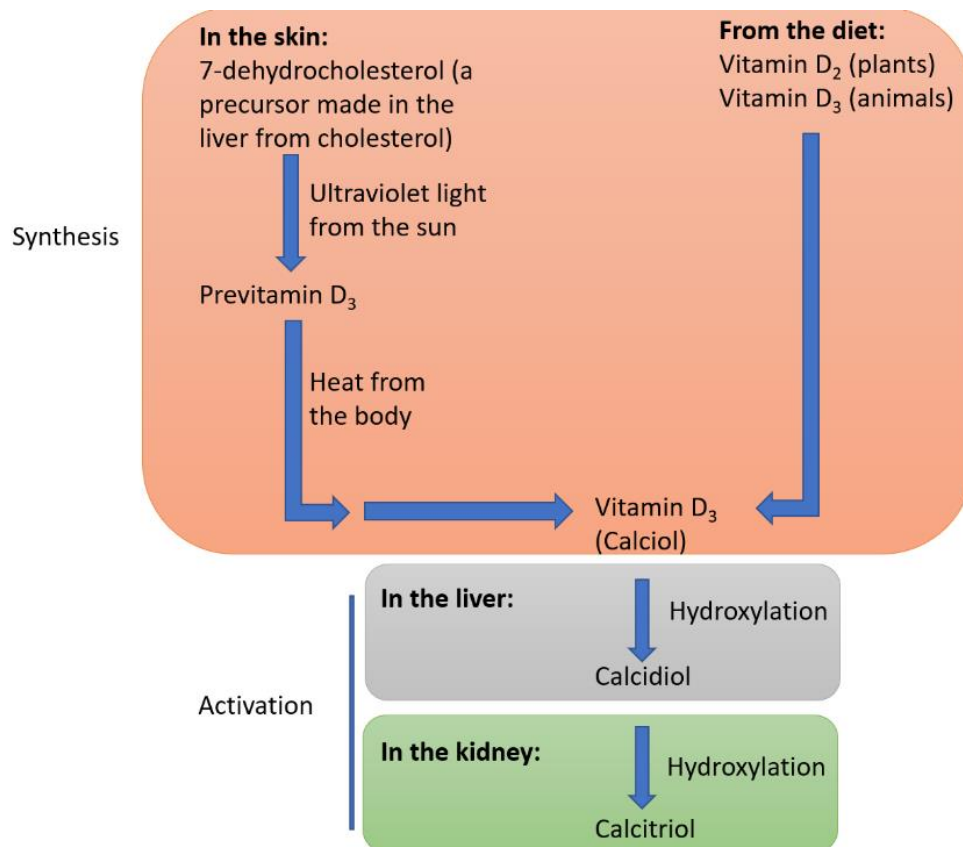 In the skin:
7-dehydrocholesterol (a
precursor made in the
liver from cholesterol)
From the diet:
Vitamin D₂ (plants)
Vitamin D₃ (animals)
Ultraviolet light
from the sun
Synthesis
Previtamin D₃
Heat from
the body
Vitamin D₃
(Calciol)
In the liver:
Hydroxylation
Calcidiol
Activation
In the kidney:
Hydroxylation
Calcitriol